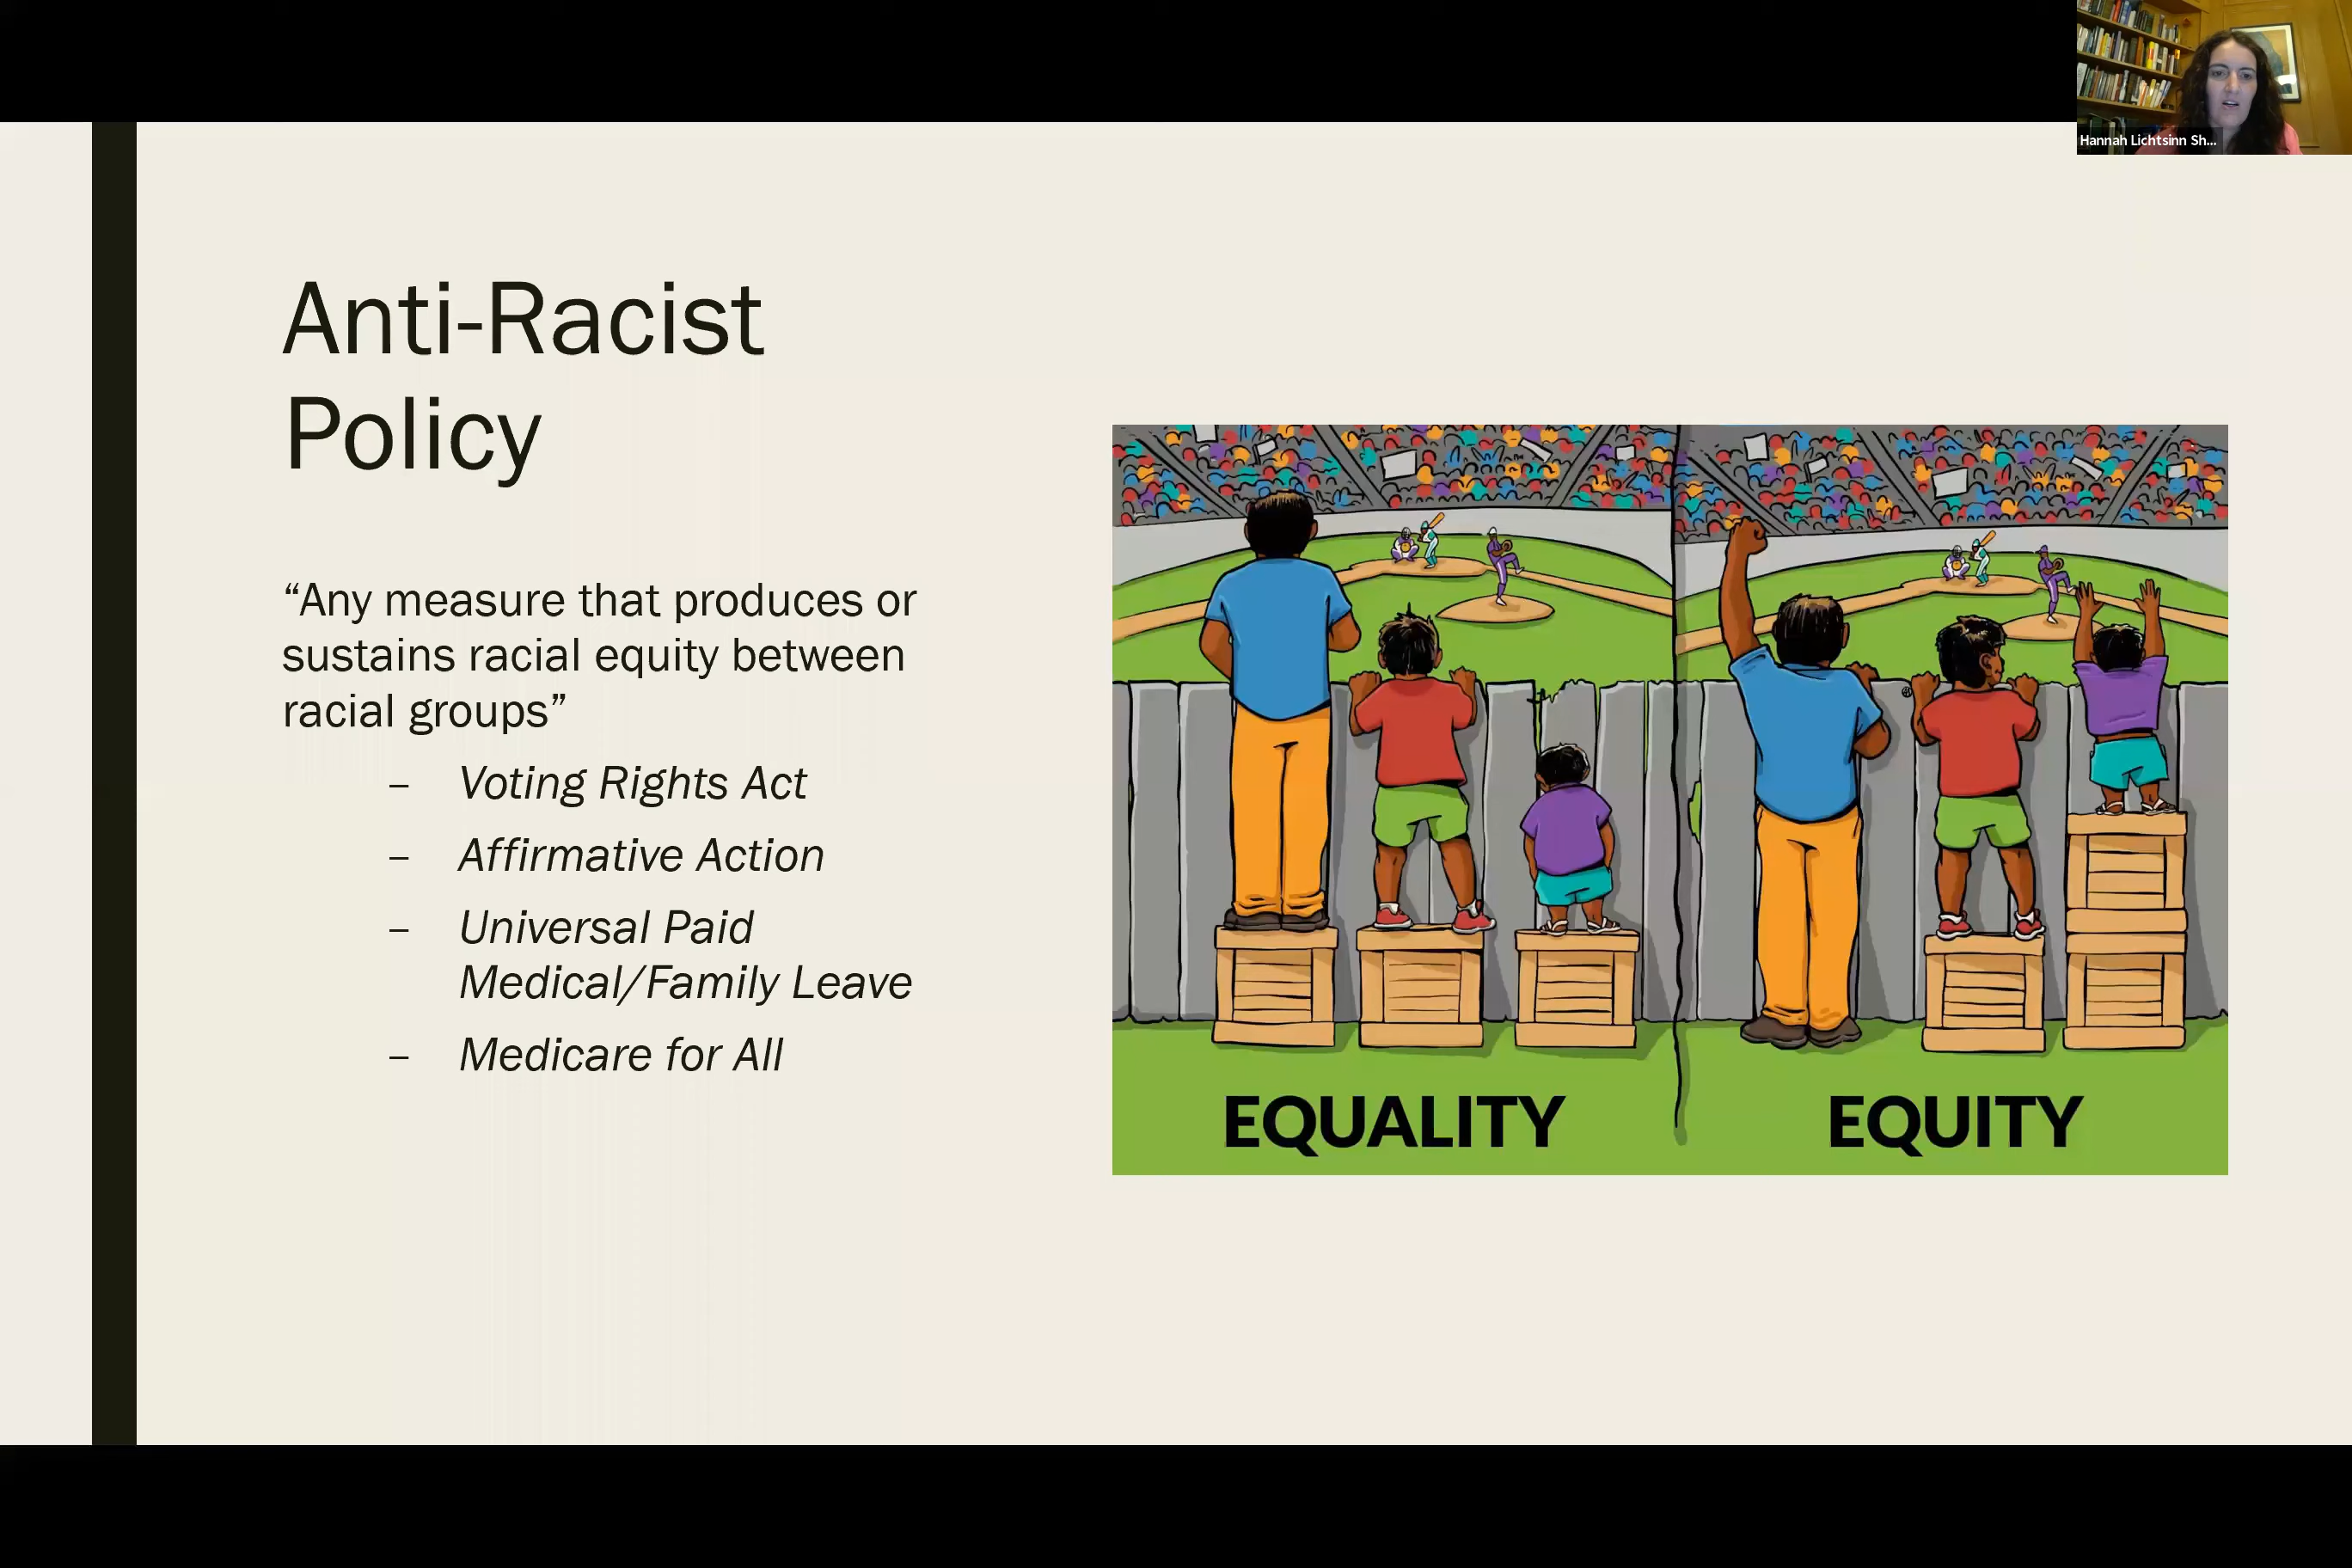 Hannah Lichtsinn Sh...
Anti-Racist
Policy
“Any measure that produces or
sustains racial equity between
racial groups”
– Voting Rights Act
– Affirmative Action
– Universal Paid
Medical/Family Leave
– Medicare for All
EQUALITY
EQUITY